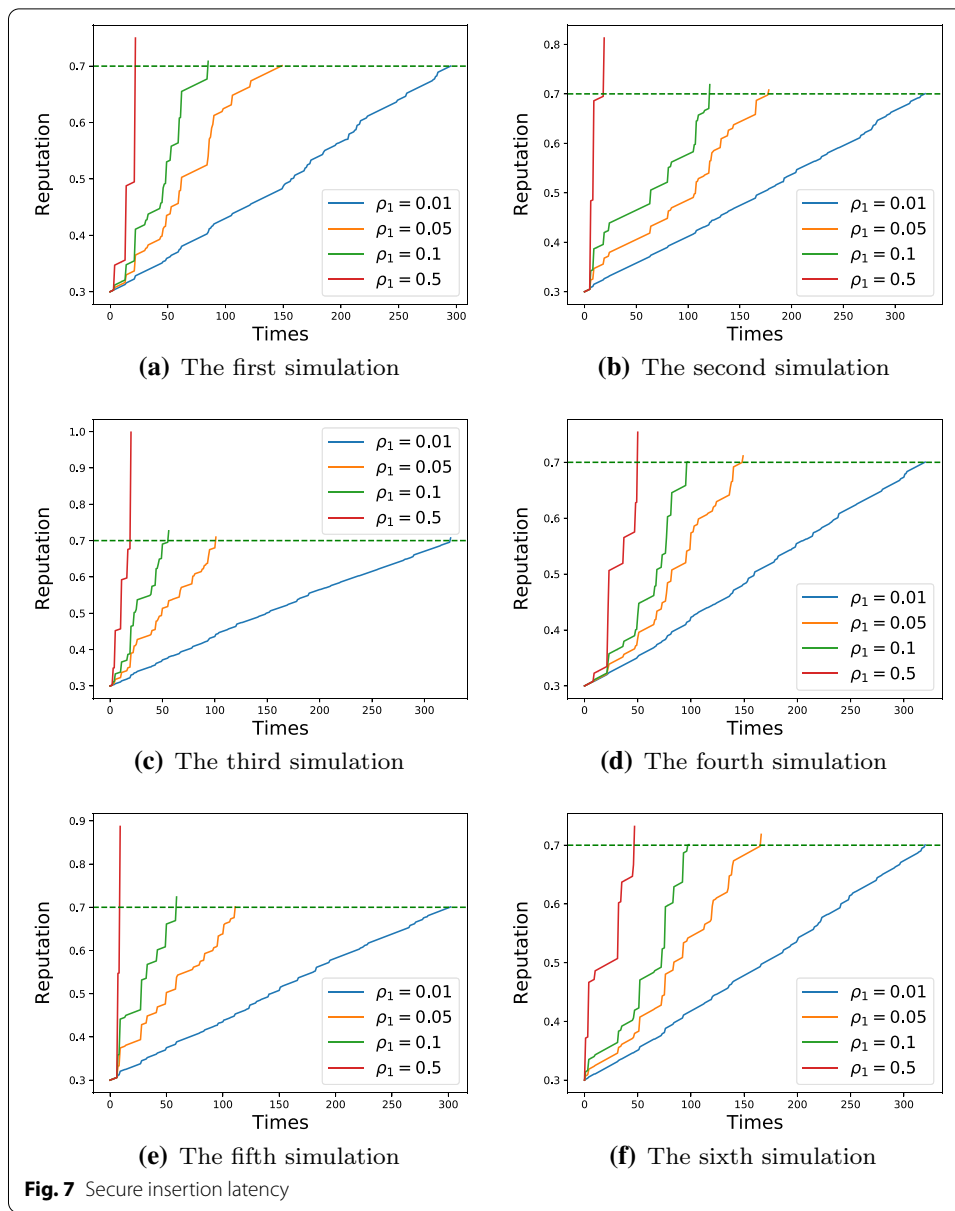 0.7
0.6
0.5
0.4
0.3
Reputation
ρ₁ = 0.01
ρ₁ = 0.05
ρ₁ = 0.1
ρ₁ = 0.5
0 50 100 150 200 250 300
Times
(a) The first simulation
0.8
0.7
0.6
0.5
0.4
0.3
Reputation
ρ₁ = 0.01
ρ₁ = 0.05
ρ₁ = 0.1
ρ₁ = 0.5
0 50 100 150 200 250 300
Times
(b) The second simulation
1.0
0.9
0.8
0.7
0.6
0.5
0.4
0.3
Reputation
ρ₁ = 0.01
ρ₁ = 0.05
ρ₁ = 0.1
ρ₁ = 0.5
0 50 100 150 200 250 300
Times
(c) The third simulation
0.7
0.6
0.5
0.4
0.3
Reputation
ρ₁ = 0.01
ρ₁ = 0.05
ρ₁ = 0.1
ρ₁ = 0.5
0 50 100 150 200 250 300
Times
(d) The fourth simulation
0.9
0.8
0.7
0.6
0.5
0.4
0.3
Reputation
ρ₁ = 0.01
ρ₁ = 0.05
ρ₁ = 0.1
ρ₁ = 0.5
0 50 100 150 200 250 300
Times
(e) The fifth simulation
0.7
0.6
0.5
0.4
0.3
Reputation
ρ₁ = 0.01
ρ₁ = 0.05
ρ₁ = 0.1
ρ₁ = 0.5
0 50 100 150 200 250 300
Times
(f) The sixth simulation
Fig. 7 Secure insertion latency